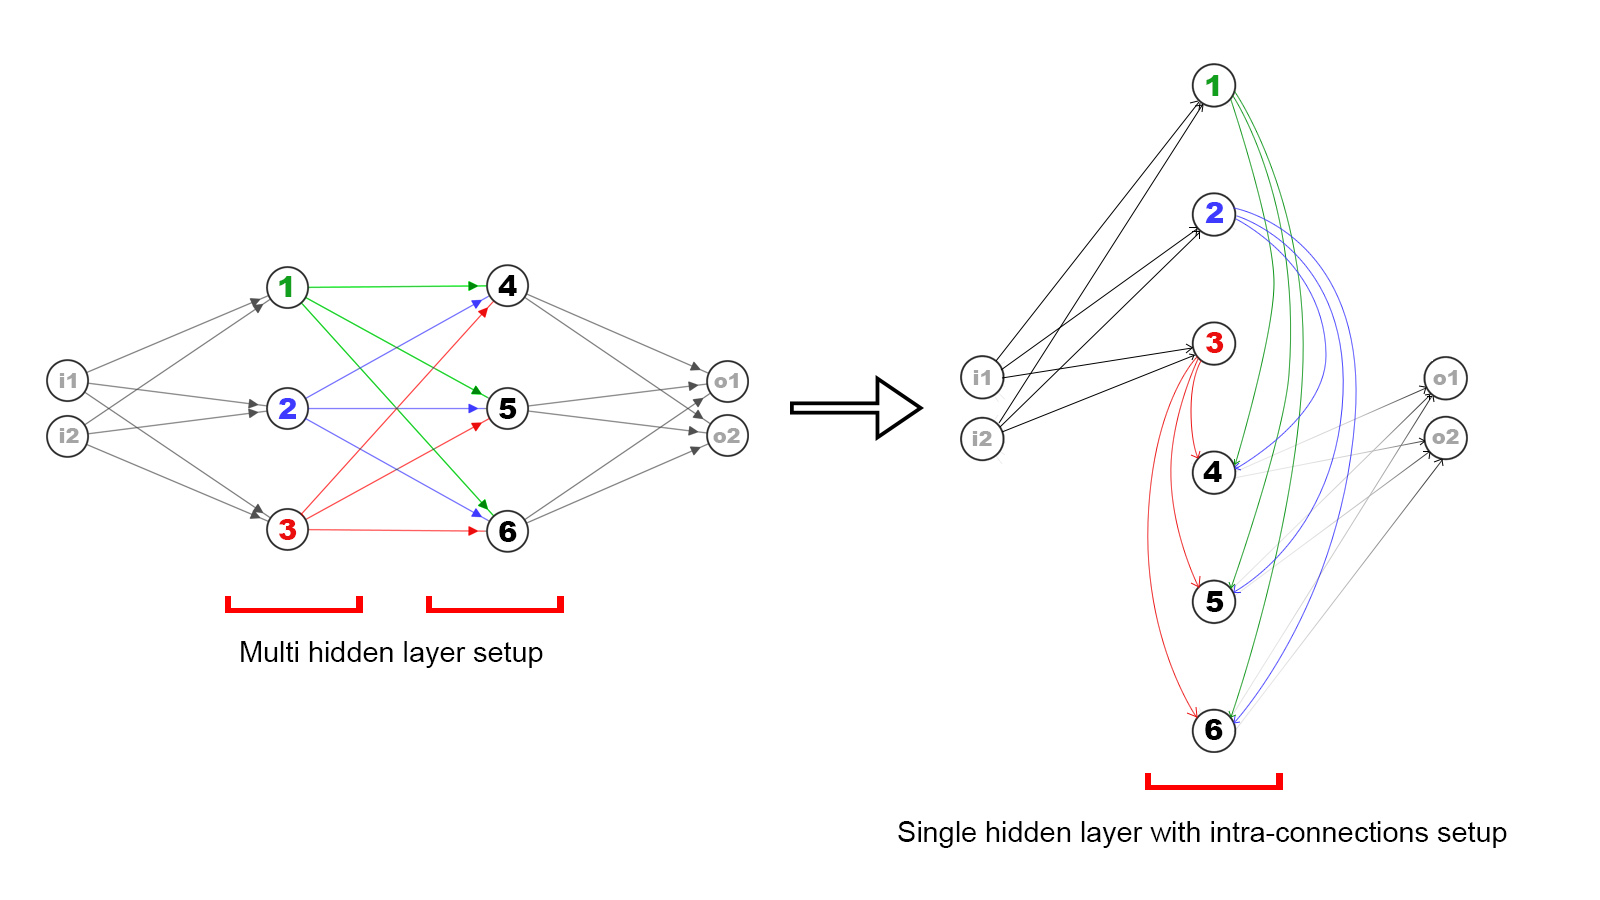 1
4
i1
i2
2
5
o1
o2
3
6
Multi hidden layer setup
1
2
3
i1
i2
4
5
6
o1
o2
Single hidden layer with intra-connections setup